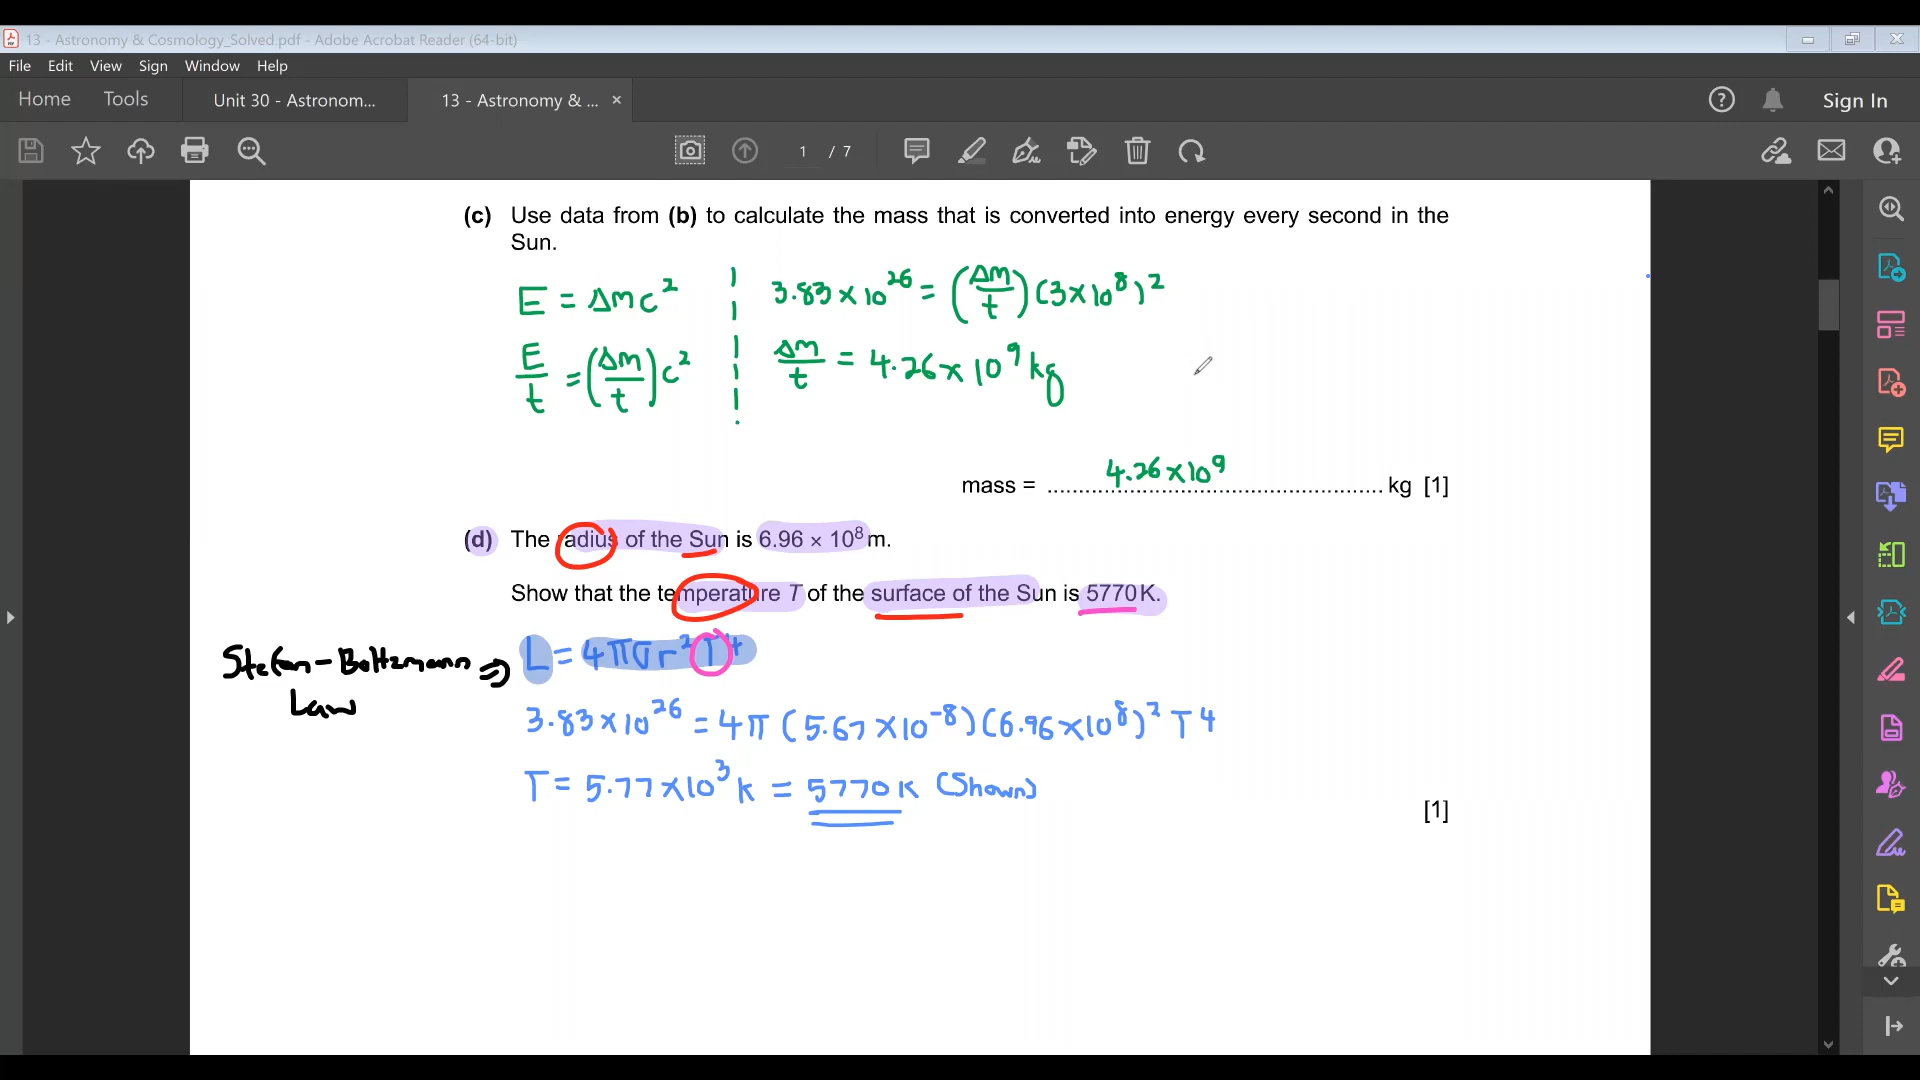 13 - Astronomy & Cosmology_Solved.pdf - Adobe Acrobat Reader (64-bit)
File Edit View Sign Window Help
Home Tools Unit 30 - Astronom... 13 - Astronomy & ... × Sign In
1 / 7
(c) Use data from (b) to calculate the mass that is converted into energy every second in the
Sun.
E = Δmc²
3.83×10²⁶ = (Δm/t)(3×10⁸)²
E/t = (Δm/t)c²
Δm/t = 4.26×10⁹ kg
4.26×10⁹
mass = .................................................... kg [1]
(d) The radius of the Sun is 6.96 × 10⁸ m.
Show that the temperature T of the surface of the Sun is 5770 K.
Stefan-Boltzmann ⇒ L = 4πσr²T⁴
Law
3.83×10²⁶ = 4π (5.67×10⁻⁸)(6.96×10⁸)² T⁴
T = 5.77×10³ K = 5770 K (Shown)
[1]